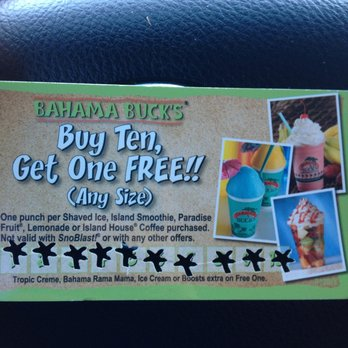 BAHAMA BUCK'S®
Buy Ten,
Get One FREE!!
(Any Size)
One punch per Shaved Ice, Island Smoothie, Paradise
Fruit®, Lemonade or Island House® Coffee purchased.
Not valid with SnoBlast!® or with any other offers.
Tropic Creme, Bahama Rama Mama, Ice Cream or Boosts extra on Free One.